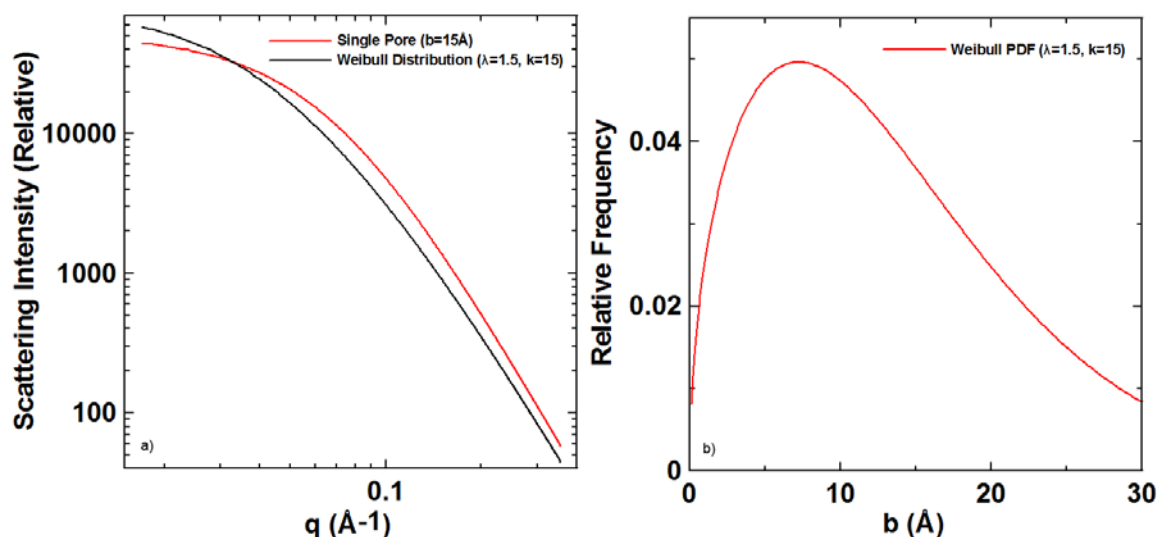 Single Pore (b=15Å)
Weibull Distribution (λ=1.5, k=15)
Scattering Intensity (Relative)
10000
1000
100
a)
0.1
q (Å-1)
Weibull PDF (λ=1.5, k=15)
Relative Frequency
0.04
0.02
0
b)
0 10 20 30
b (Å)